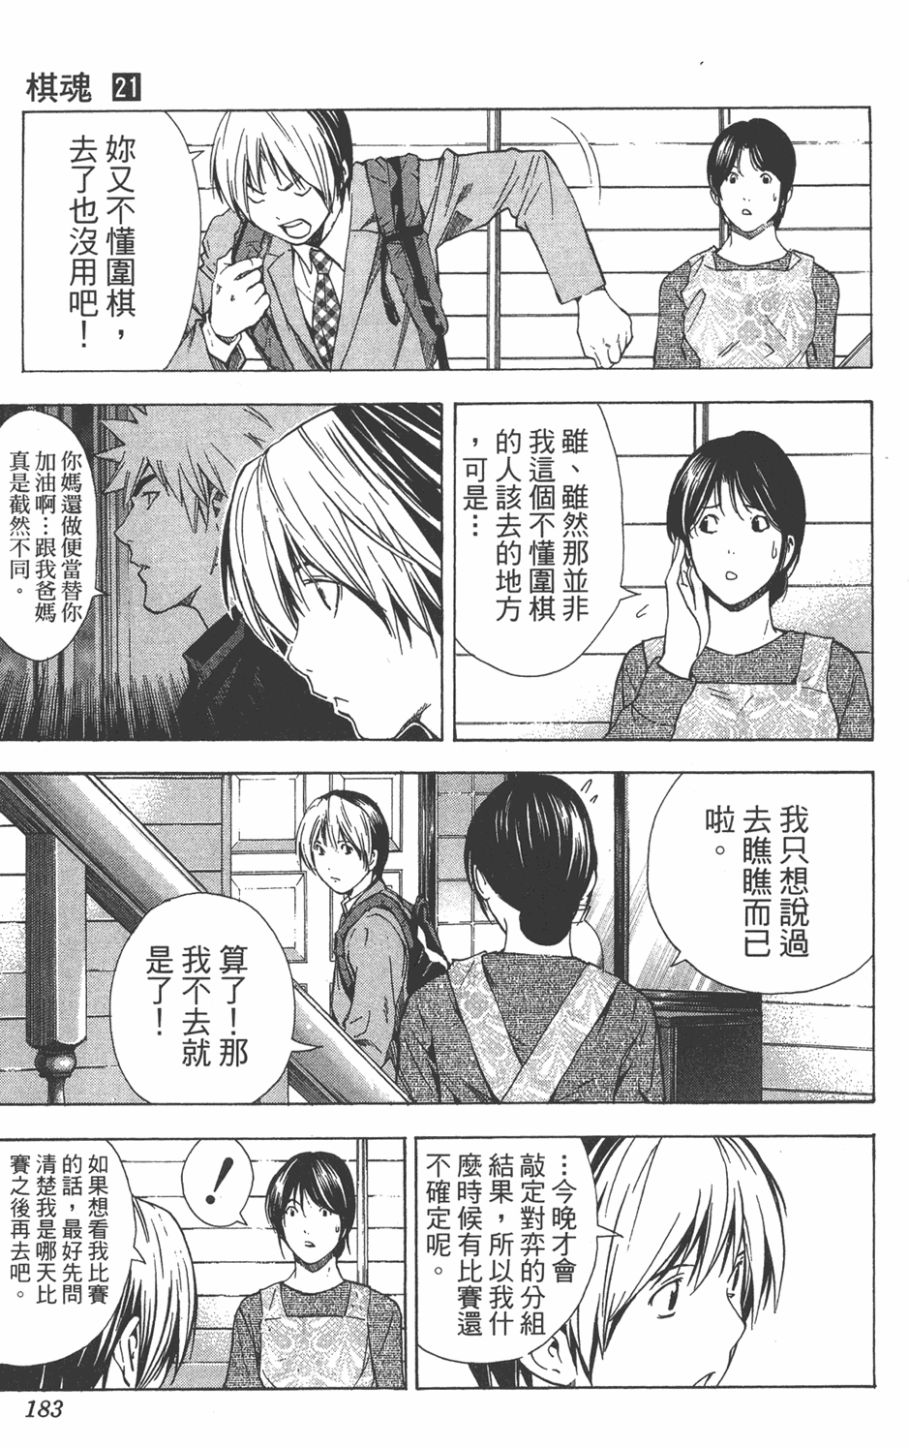 棋魂 21
妳又不懂圍棋，
去了也沒用吧！
雖、雖然那並非
我這個不懂圍棋
的人該去的地方
，可是…
你媽還做便當替你
加油啊…跟我爸媽
真是截然不同。
我只想說過
去瞧瞧而已
啦。
算了！那
我不去就
是了！
…今晚才會
敲定對弈的分組
結果，所以我什
麼時候有比賽還
不確定呢。
！
如果想看我比賽
的話，最好先問
清楚我是哪天比
賽之後再去吧。
183